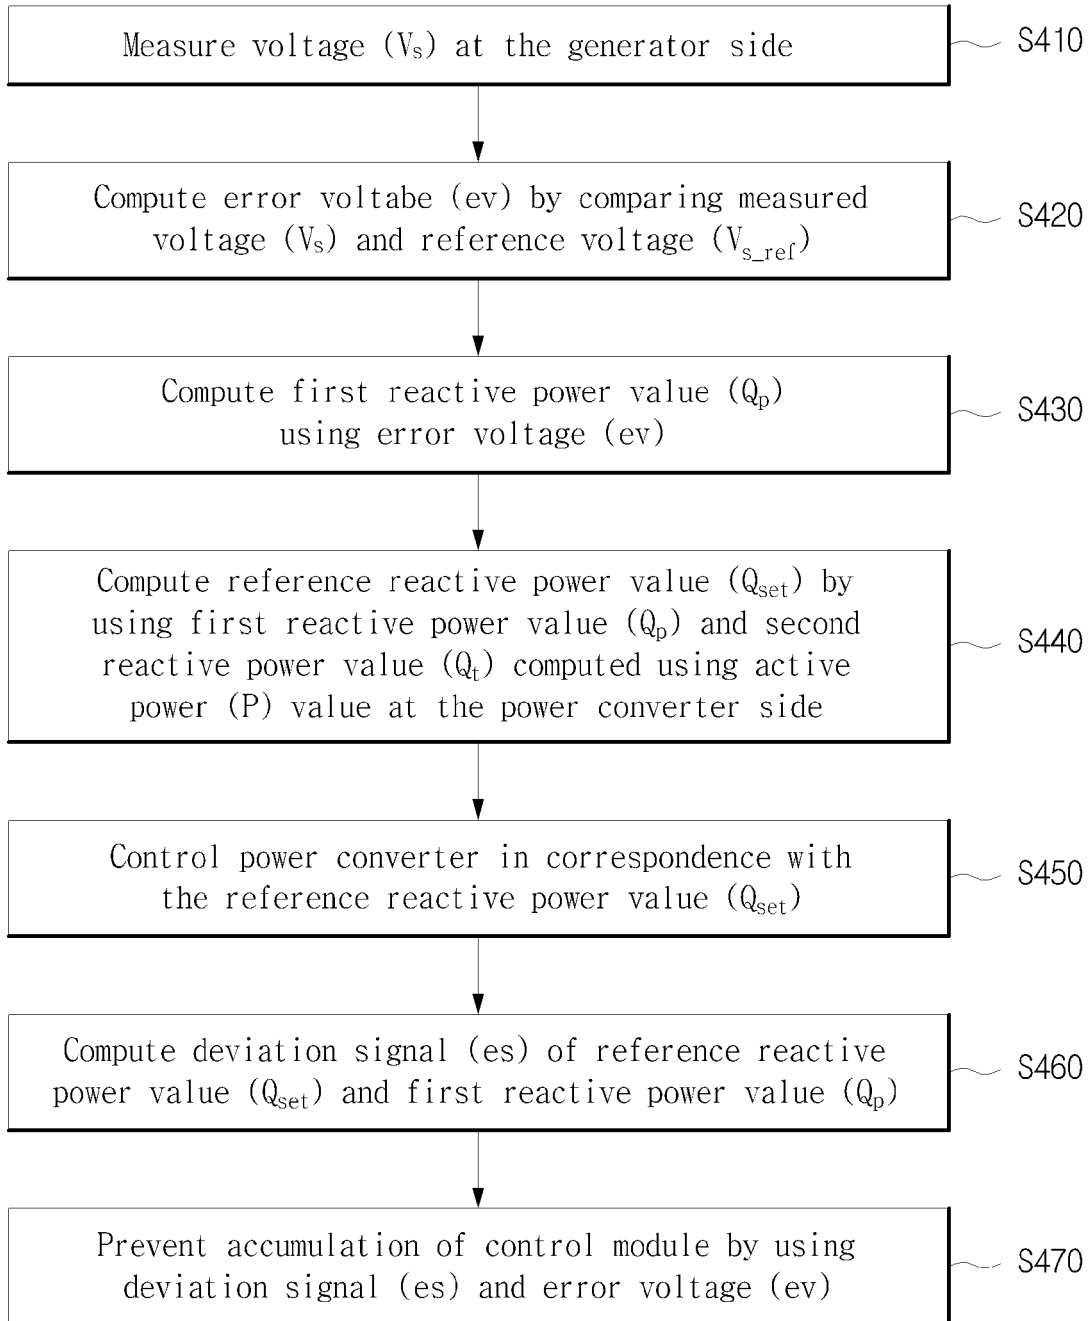 Measure voltage (Vs) at the generator side
S410
Compute error voltabe (ev) by comparing measured
voltage (Vs) and reference voltage (Vs_ref)
S420
Compute first reactive power value (Qp)
using error voltage (ev)
S430
Compute reference reactive power value (Qset) by
using first reactive power value (Qp) and second
reactive power value (Qt) computed using active
power (P) value at the power converter side
S440
Control power converter in correspondence with
the reference reactive power value (Qset)
S450
Compute deviation signal (es) of reference reactive
power value (Qset) and first reactive power value (Qp)
S460
Prevent accumulation of control module by using
deviation signal (es) and error voltage (ev)
S470